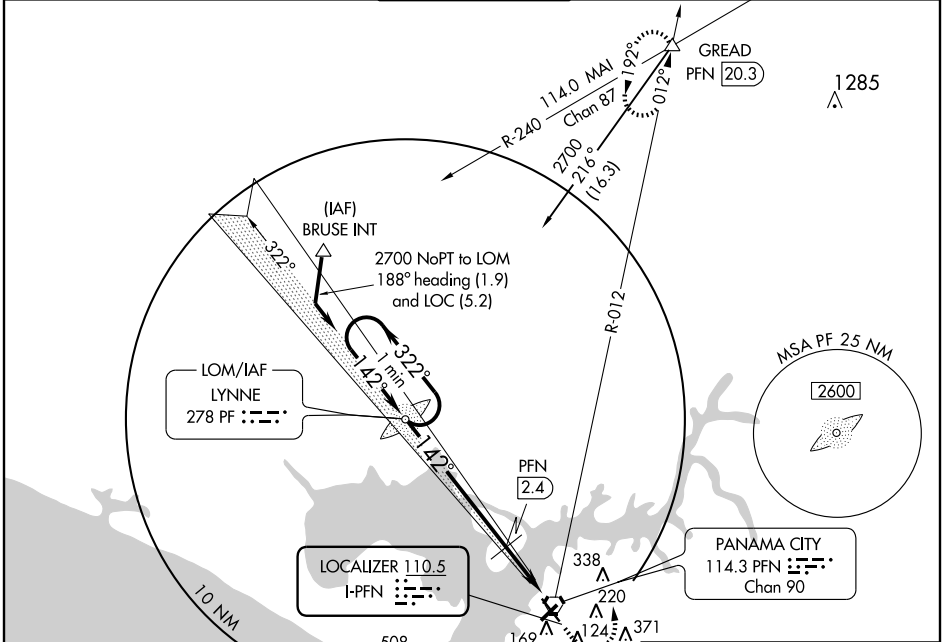 GREAD
PFN 20.3
192°
012°
1285
114.0 MAI
Chan 87
R-240
2700
216°
(16.3)
(IAF)
BRUSE INT
322°
2700 NoPT to LOM
188° heading (1.9)
and LOC (5.2)
R-012
MSA PF 25 NM
2600
322°
1 min
142°
LOM/IAF
LYNNE
278 PF
142°
PFN
2.4
LOCALIZER 110.5
I-PFN
PANAMA CITY
114.3 PFN
Chan 90
338
220
10 NM
169
124
371
508